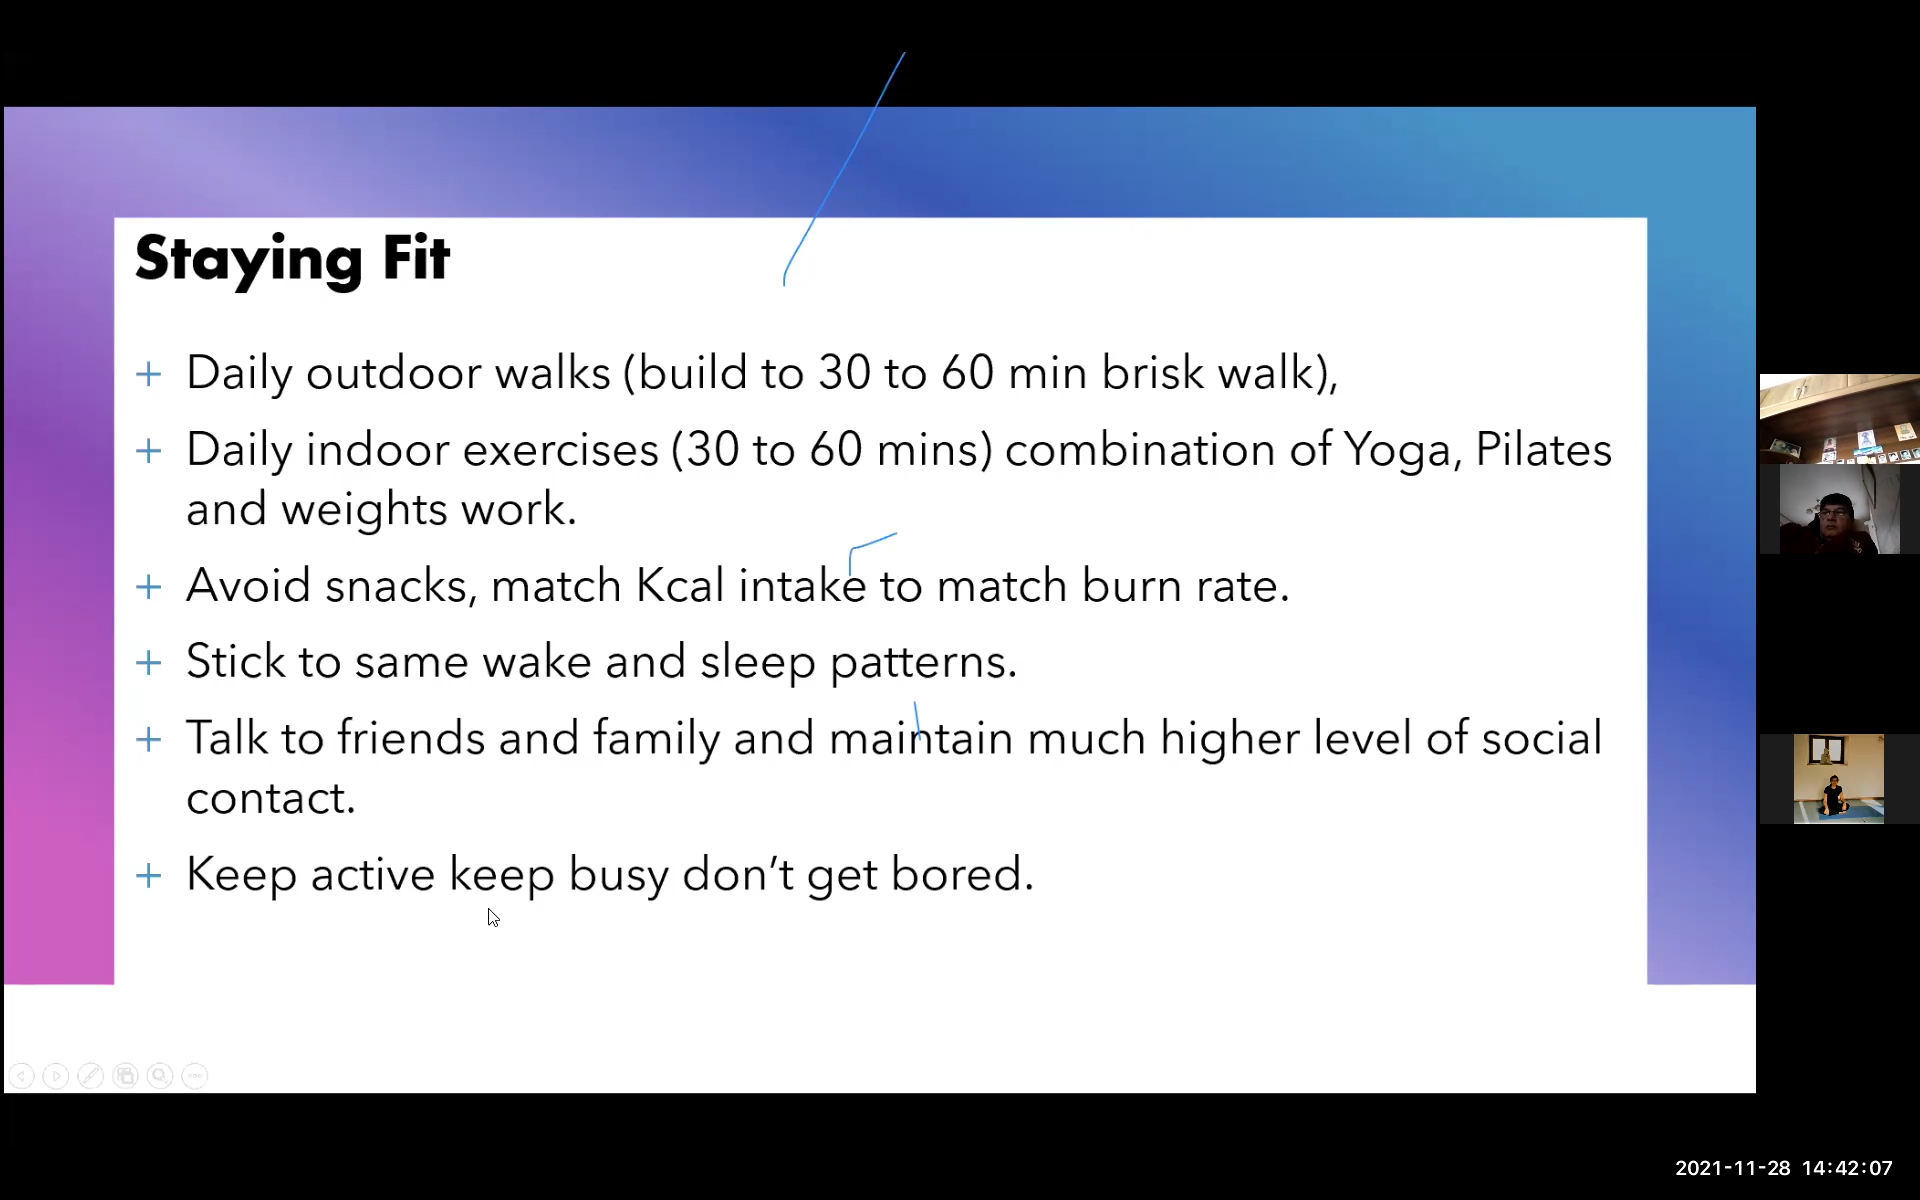 Staying Fit
+ Daily outdoor walks (build to 30 to 60 min brisk walk),
+ Daily indoor exercises (30 to 60 mins) combination of Yoga, Pilates
and weights work.
+ Avoid snacks, match Kcal intake to match burn rate.
+ Stick to same wake and sleep patterns.
+ Talk to friends and family and maintain much higher level of social
contact.
+ Keep active keep busy don’t get bored.
2021-11-28 14:42:07